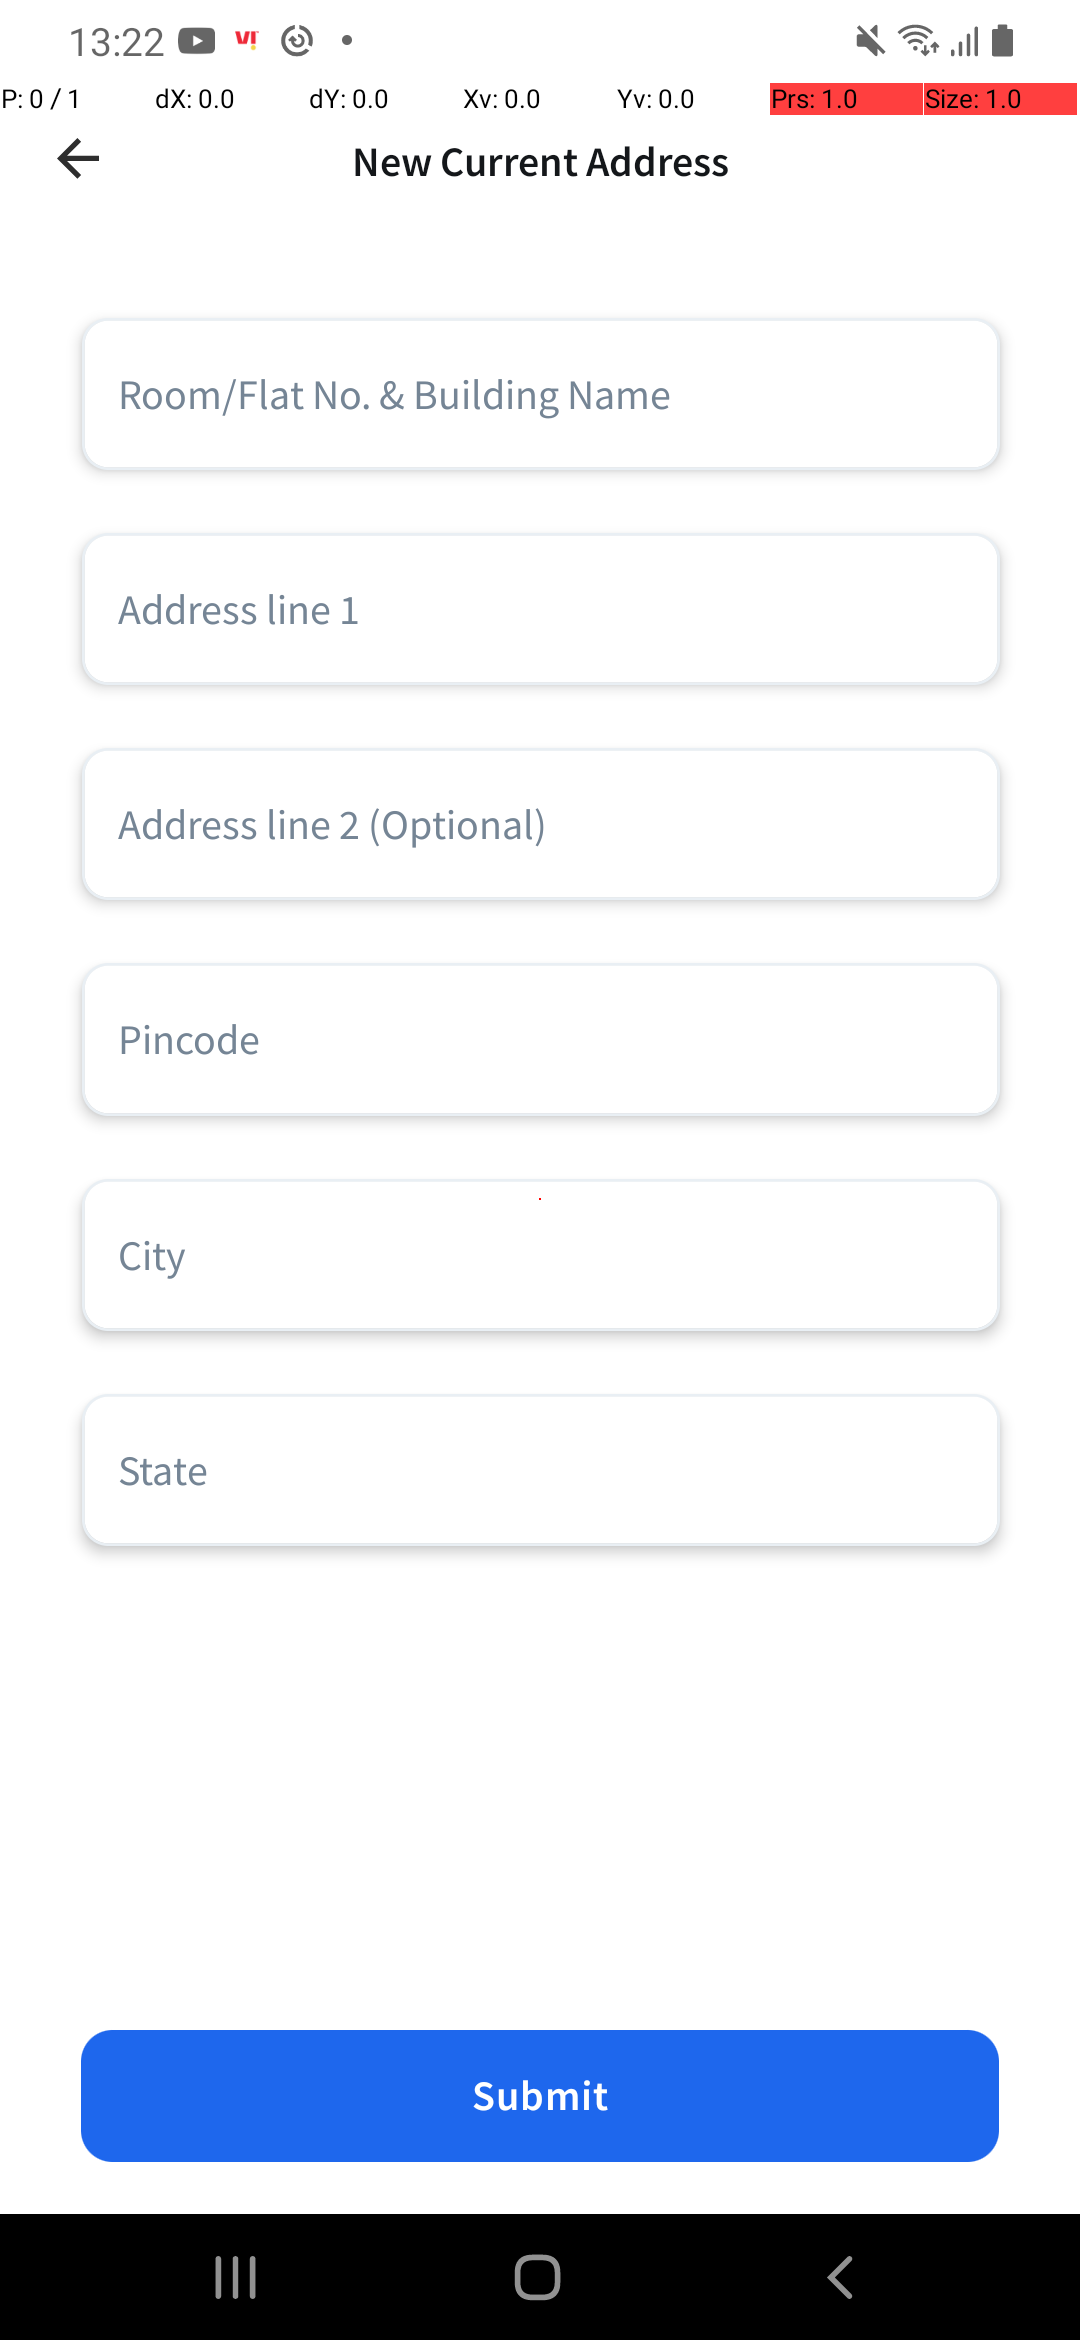 13:22 VI!
P: 0 / 1 dX: 0.0 dY: 0.0 Xv: 0.0 Yv: 0.0 Prs: 1.0 Size: 1.0
New Current Address
Room/Flat No. & Building Name
Address line 1
Address line 2 (Optional)
Pincode
City
State
Submit